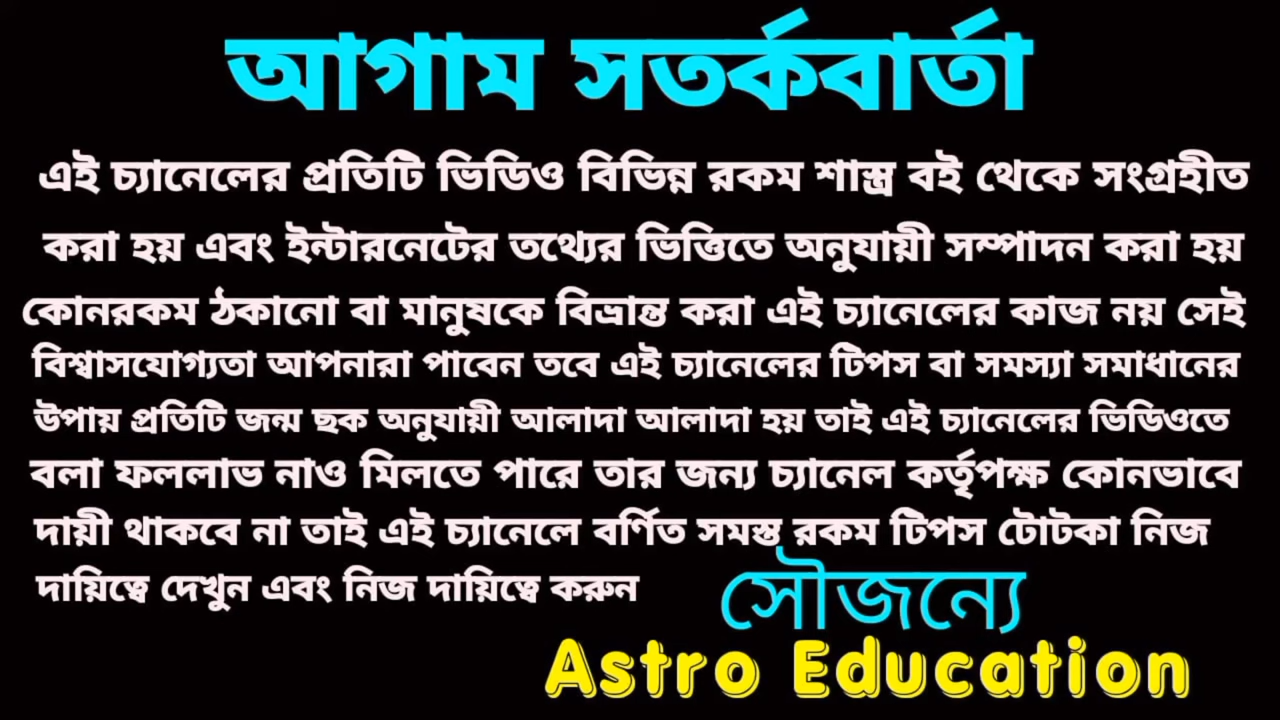 আগাম সতর্কবার্তা
এই চ্যানেলের প্রতিটি ভিডিও বিভিন্ন রকম শাস্ত্র বই থেকে সংগ্রহীত
করা হয় এবং ইন্টারনেটের তথ্যের ভিত্তিতে অনুযায়ী সম্পাদন করা হয়
কোনরকম ঠকানো বা মানুষকে বিভ্রান্ত করা এই চ্যানেলের কাজ নয় সেই
বিশ্বাসযোগ্যতা আপনারা পাবেন তবে এই চ্যানেলের টিপস বা সমস্যা সমাধানের
উপায় প্রতিটি জন্ম ছক অনুযায়ী আলাদা আলাদা হয় তাই এই চ্যানেলের ভিডিওতে
বলা ফললাভ নাও মিলতে পারে তার জন্য চ্যানেল কর্তৃপক্ষ কোনভাবে
দায়ী থাকবে না তাই এই চ্যানেলে বর্ণিত সমস্ত রকম টিপস টোটকা নিজ
দায়িত্বে দেখুন এবং নিজ দায়িত্বে করুন
সৌজন্যে
Astro Education